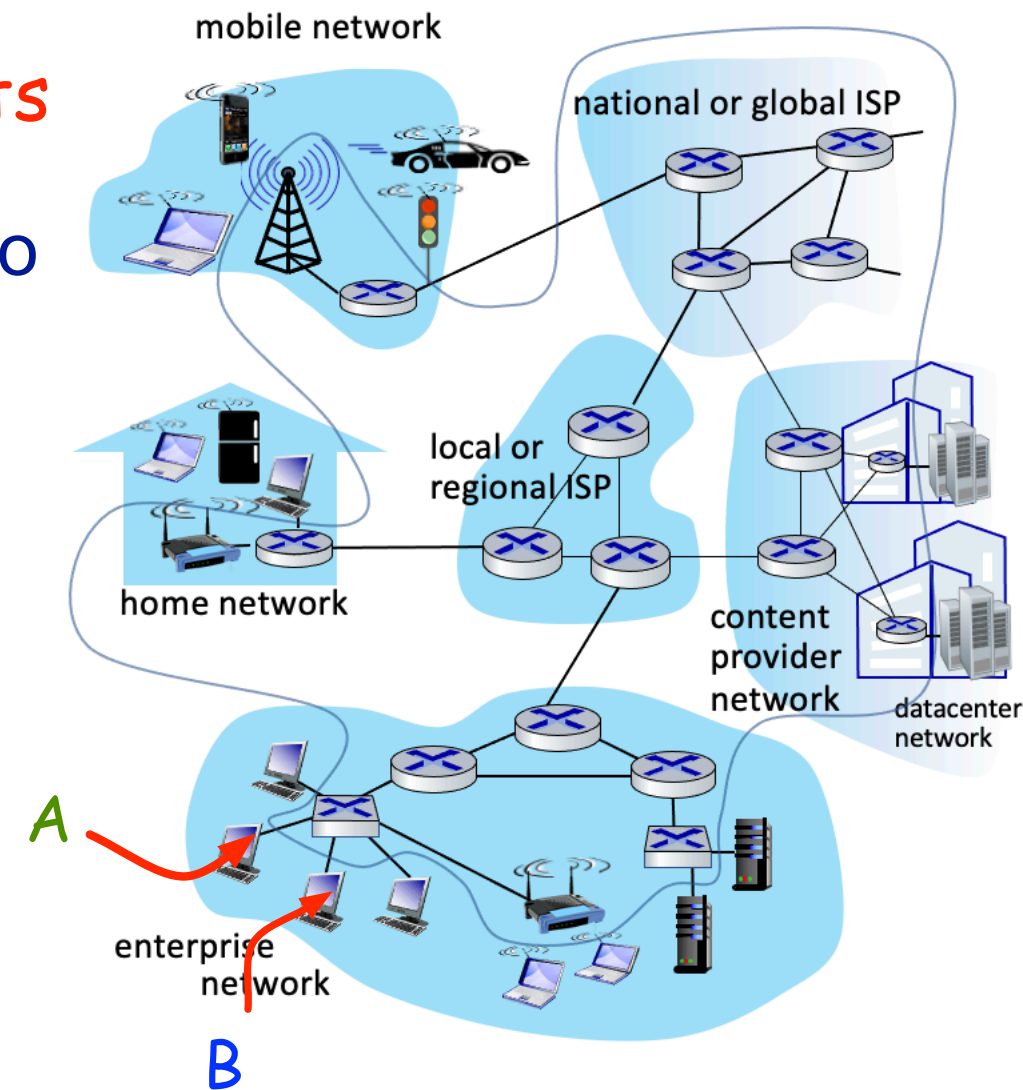 mobile network
TS
national or global ISP
O
local or
regional ISP
home network
content
provider
network
datacenter
network
A
enterprise
network
B